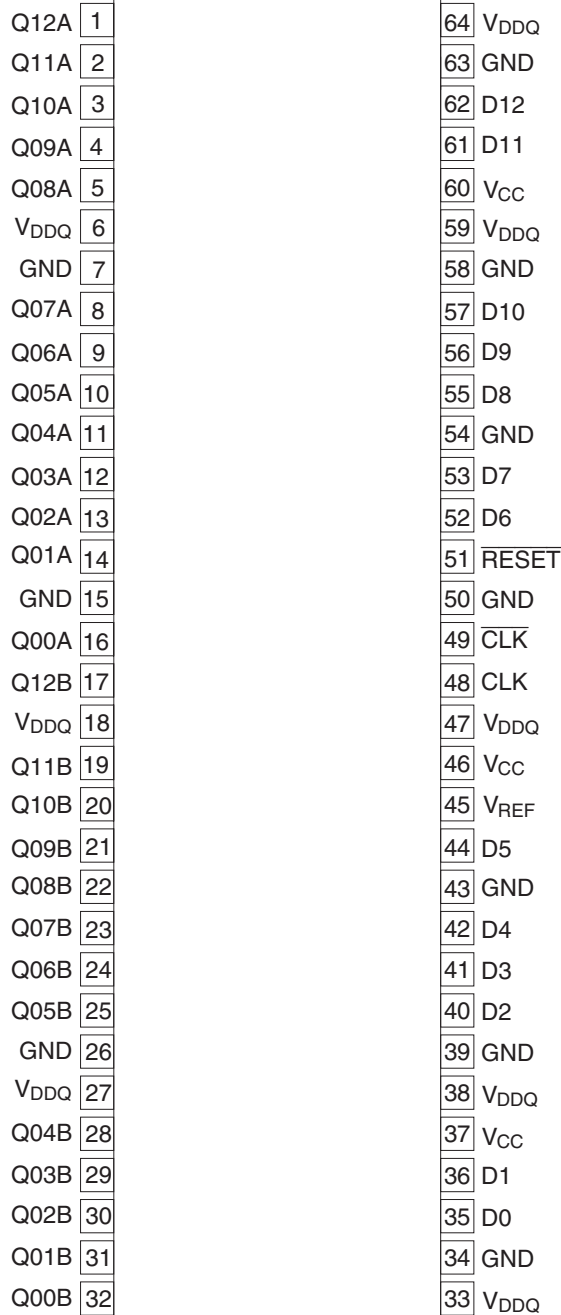 Q12A 1 64 VDDQ
Q11A 2 63 GND
Q10A 3 62 D12
Q09A 4 61 D11
Q08A 5 60 VCC
VDDQ 6 59 VDDQ
GND 7 58 GND
Q07A 8 57 D10
Q06A 9 56 D9
Q05A 10 55 D8
Q04A 11 54 GND
Q03A 12 53 D7
Q02A 13 52 D6
Q01A 14 51 R̅E̅S̅E̅T̅
GND 15 50 GND
Q00A 16 49 C̅L̅K̅
Q12B 17 48 CLK
VDDQ 18 47 VDDQ
Q11B 19 46 VCC
Q10B 20 45 VREF
Q09B 21 44 D5
Q08B 22 43 GND
Q07B 23 42 D4
Q06B 24 41 D3
Q05B 25 40 D2
GND 26 39 GND
VDDQ 27 38 VDDQ
Q04B 28 37 VCC
Q03B 29 36 D1
Q02B 30 35 D0
Q01B 31 34 GND
Q00B 32 33 VDDQ